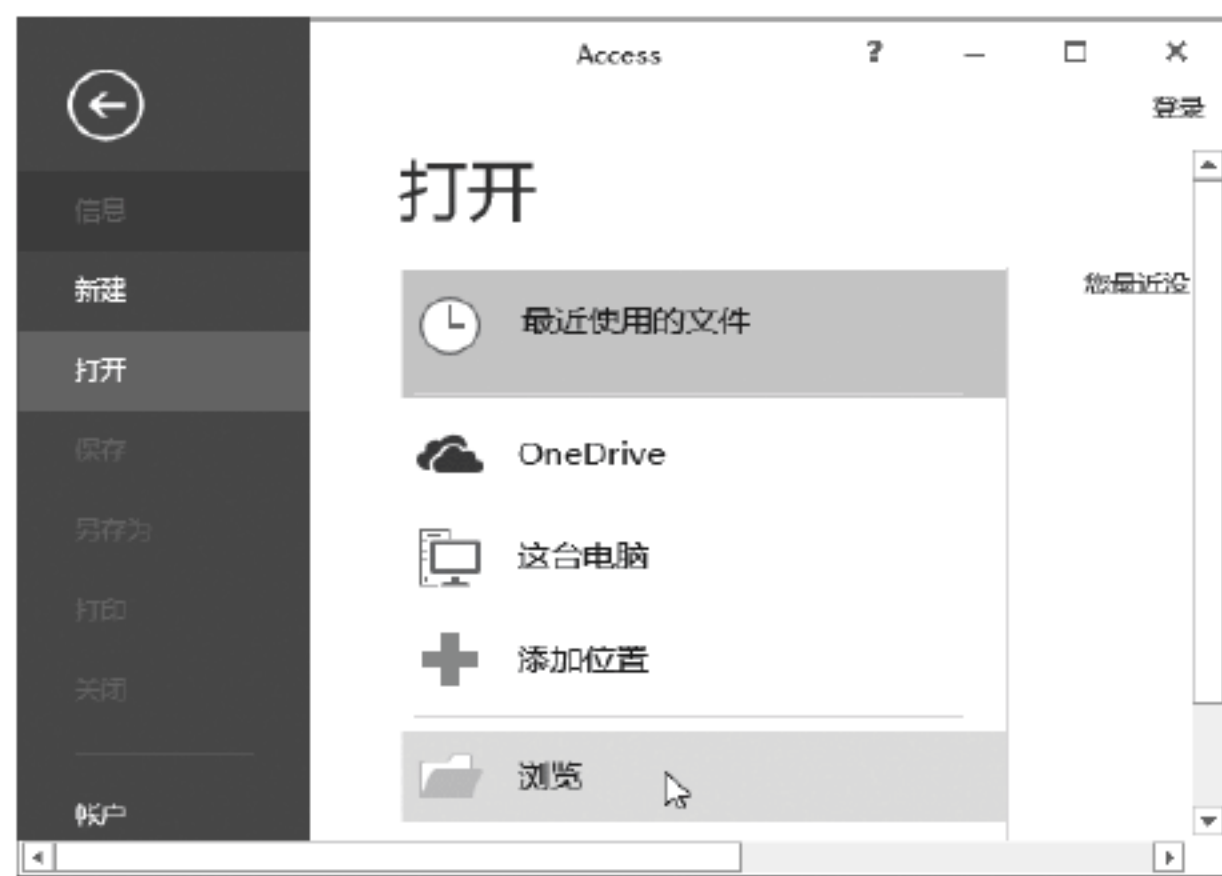 Access
?
登录
信息
新建
打开
保存
另存为
打印
关闭
帐户
打开
最近使用的文件
OneDrive
这台电脑
添加位置
浏览
您最近没